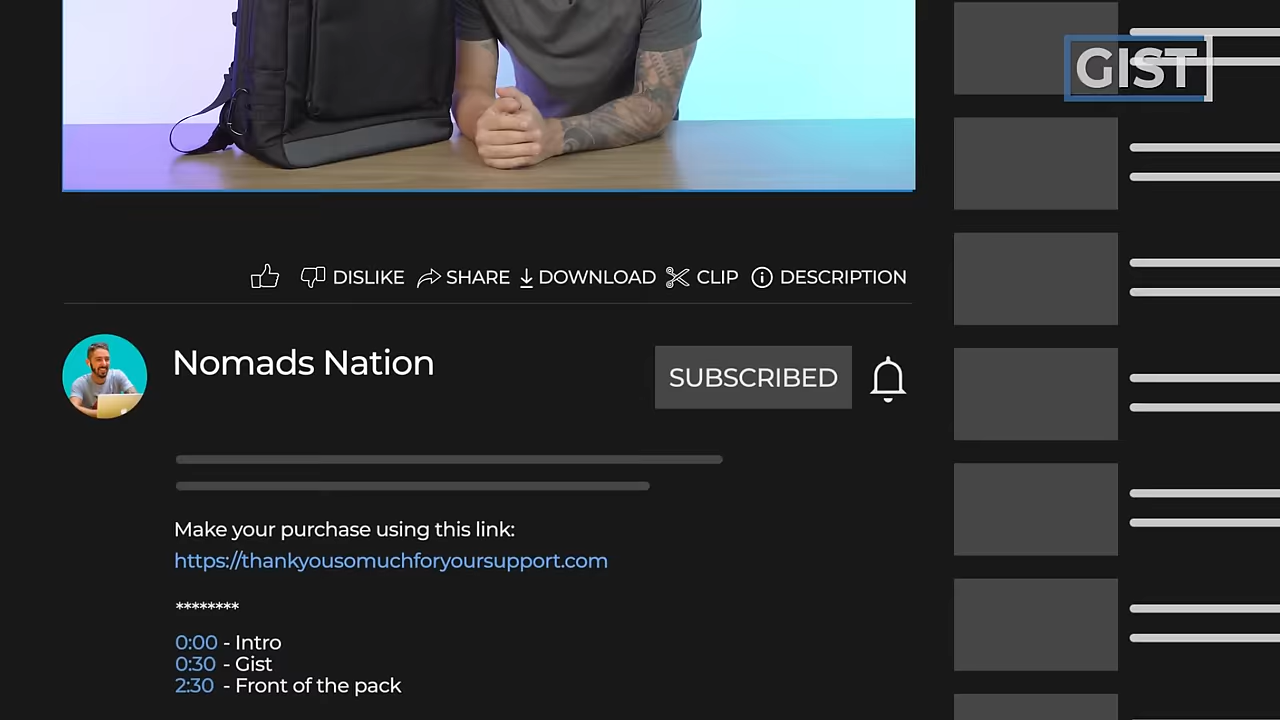 GIST
DISLIKE SHARE DOWNLOAD CLIP DESCRIPTION
Nomads Nation
SUBSCRIBED
Make your purchase using this link:
https://thankyousomuchforyoursupport.com
********
0:00 - Intro
0:30 - Gist
2:30 - Front of the pack